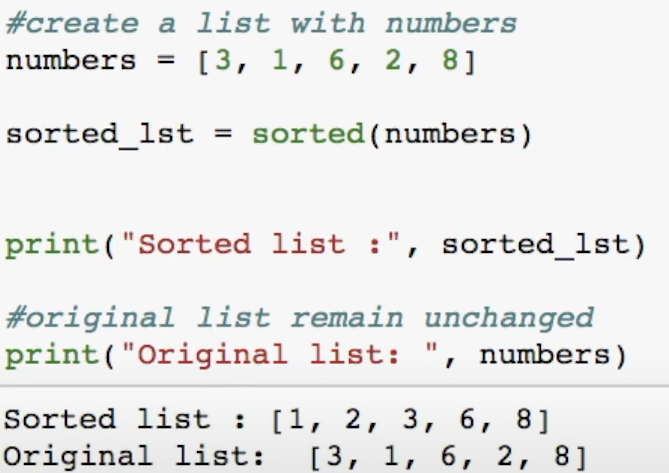 #create a list with numbers
numbers = [3, 1, 6, 2, 8]
sorted_lst = sorted(numbers)
print("Sorted list :", sorted_lst)
#original list remain unchanged
print("Original list: ", numbers)
Sorted list : [1, 2, 3, 6, 8]
Original list:  [3, 1, 6, 2, 8]